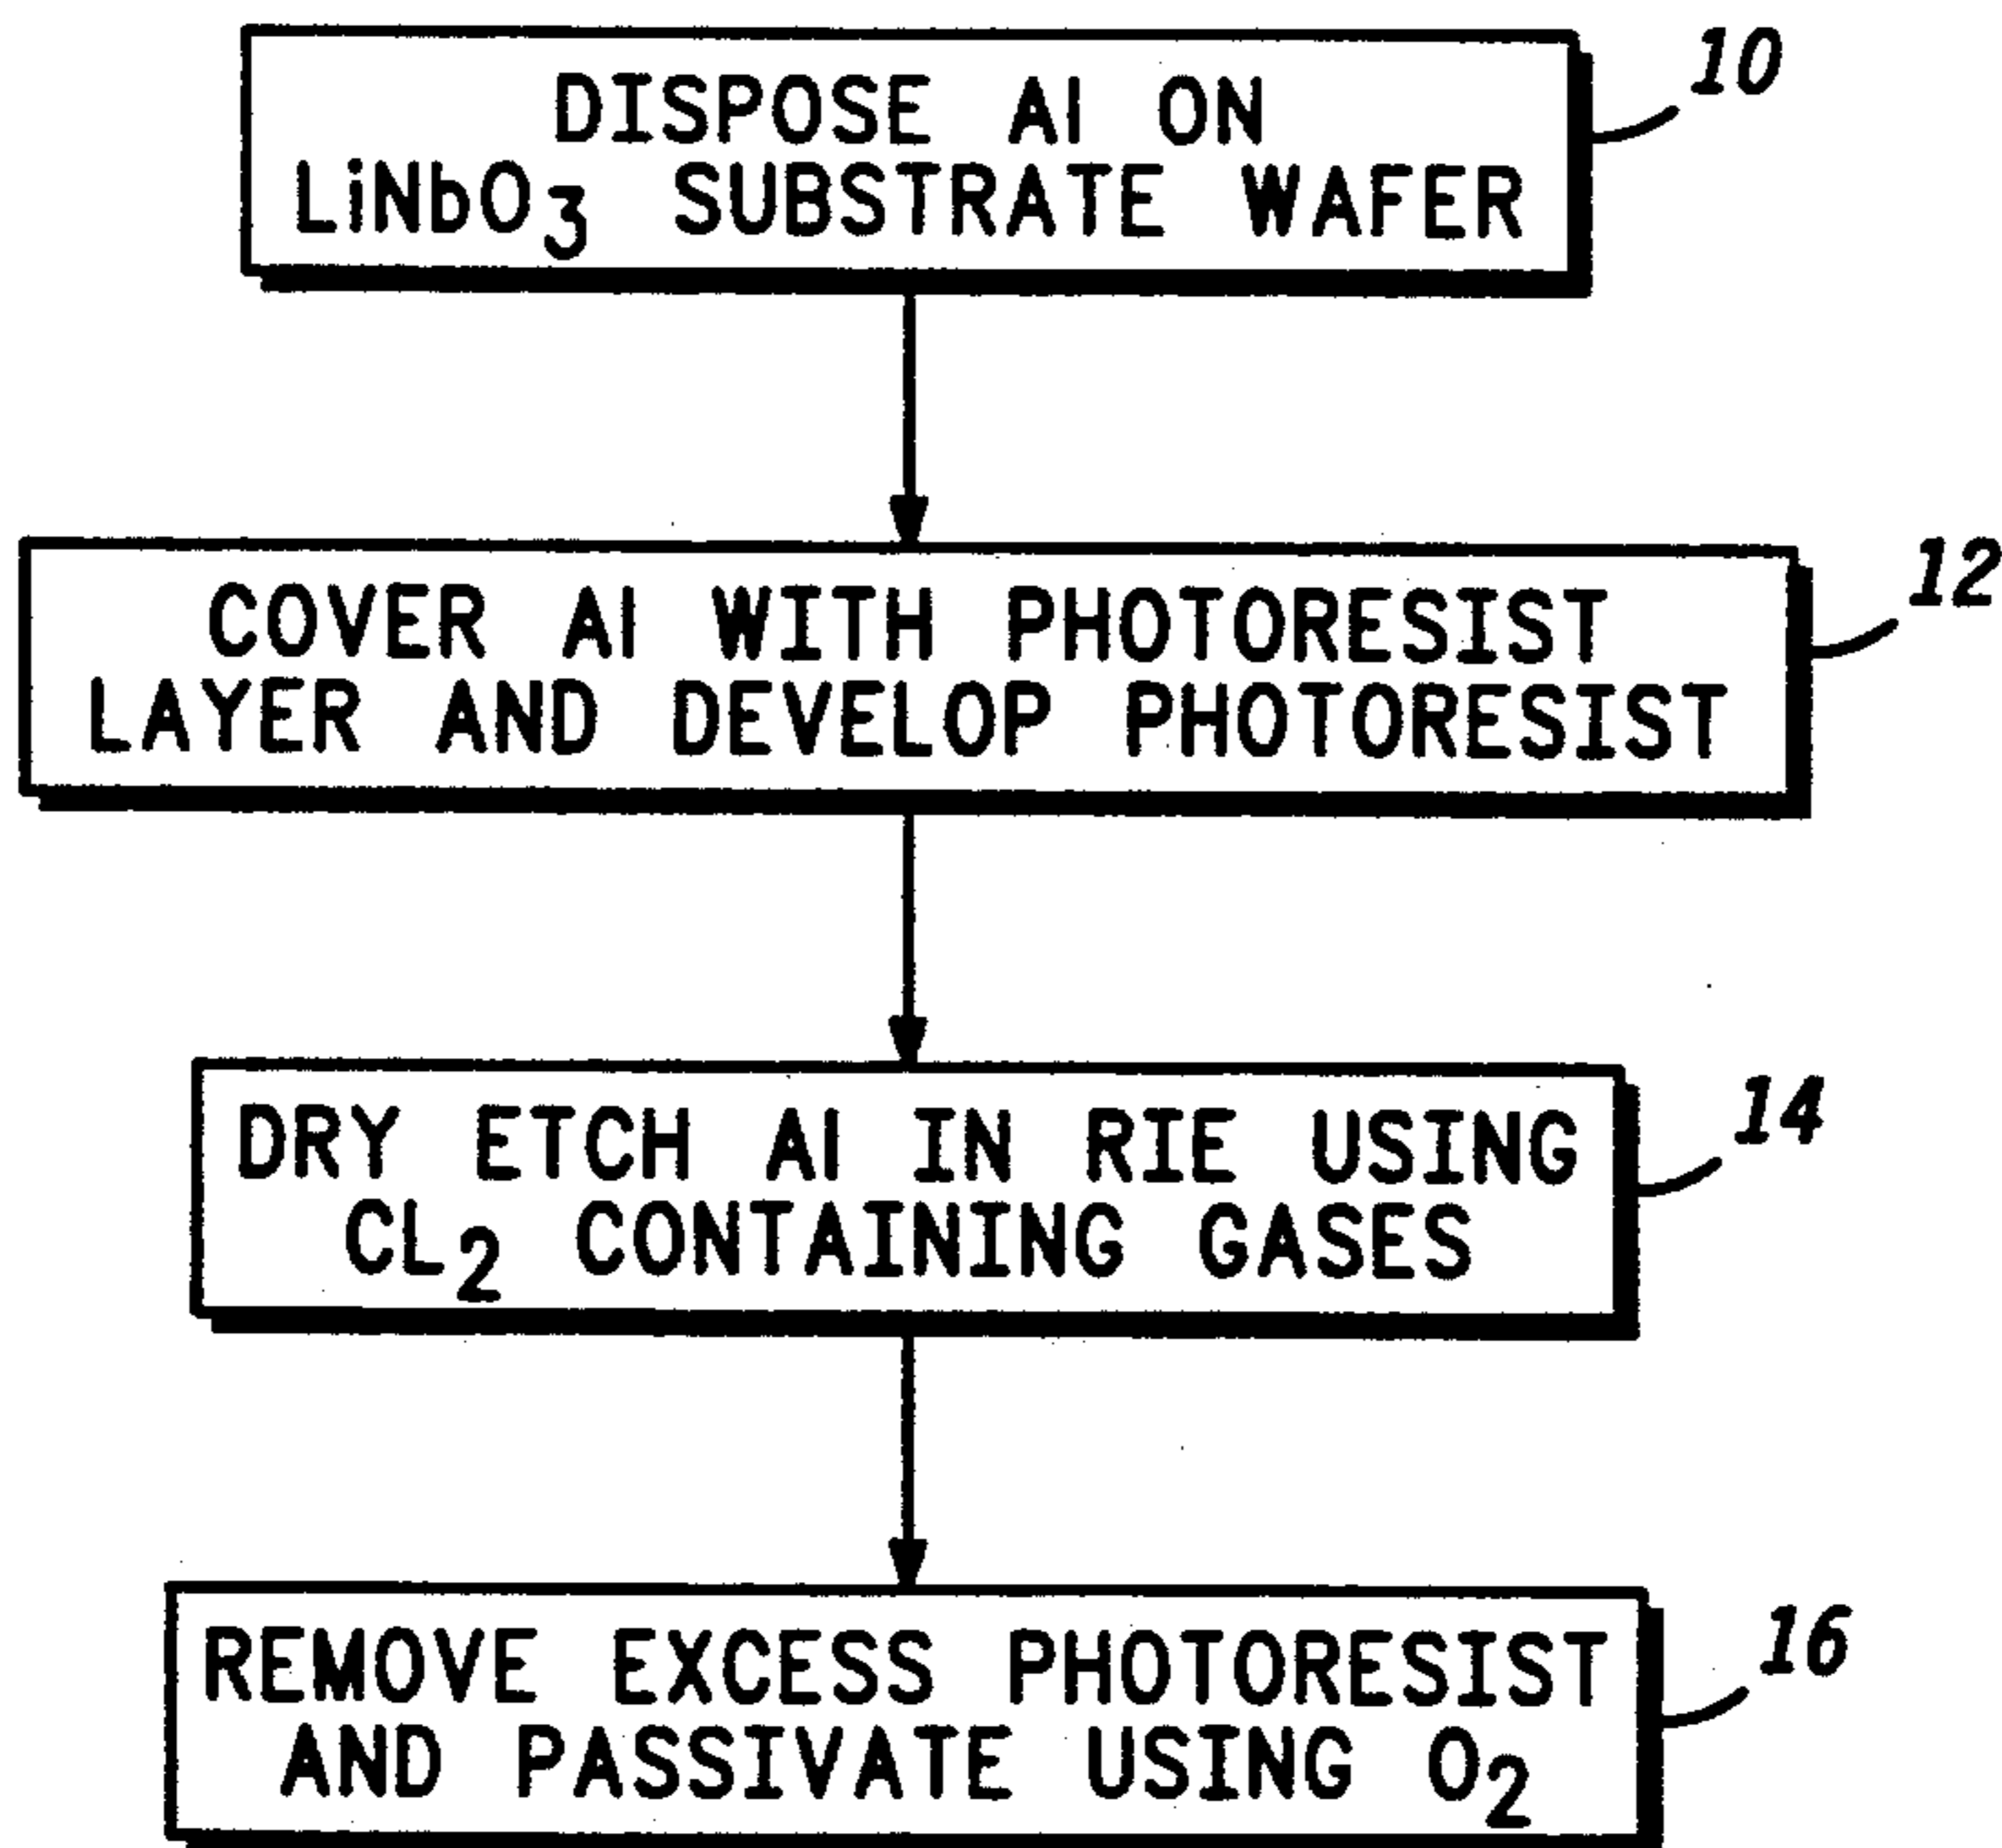 DISPOSE Al ON
LiNbO₃ SUBSTRATE WAFER
10
COVER Al WITH PHOTORESIST
LAYER AND DEVELOP PHOTORESIST
12
DRY ETCH Al IN RIE USING
CL₂ CONTAINING GASES
14
REMOVE EXCESS PHOTORESIST
AND PASSIVATE USING O₂
16